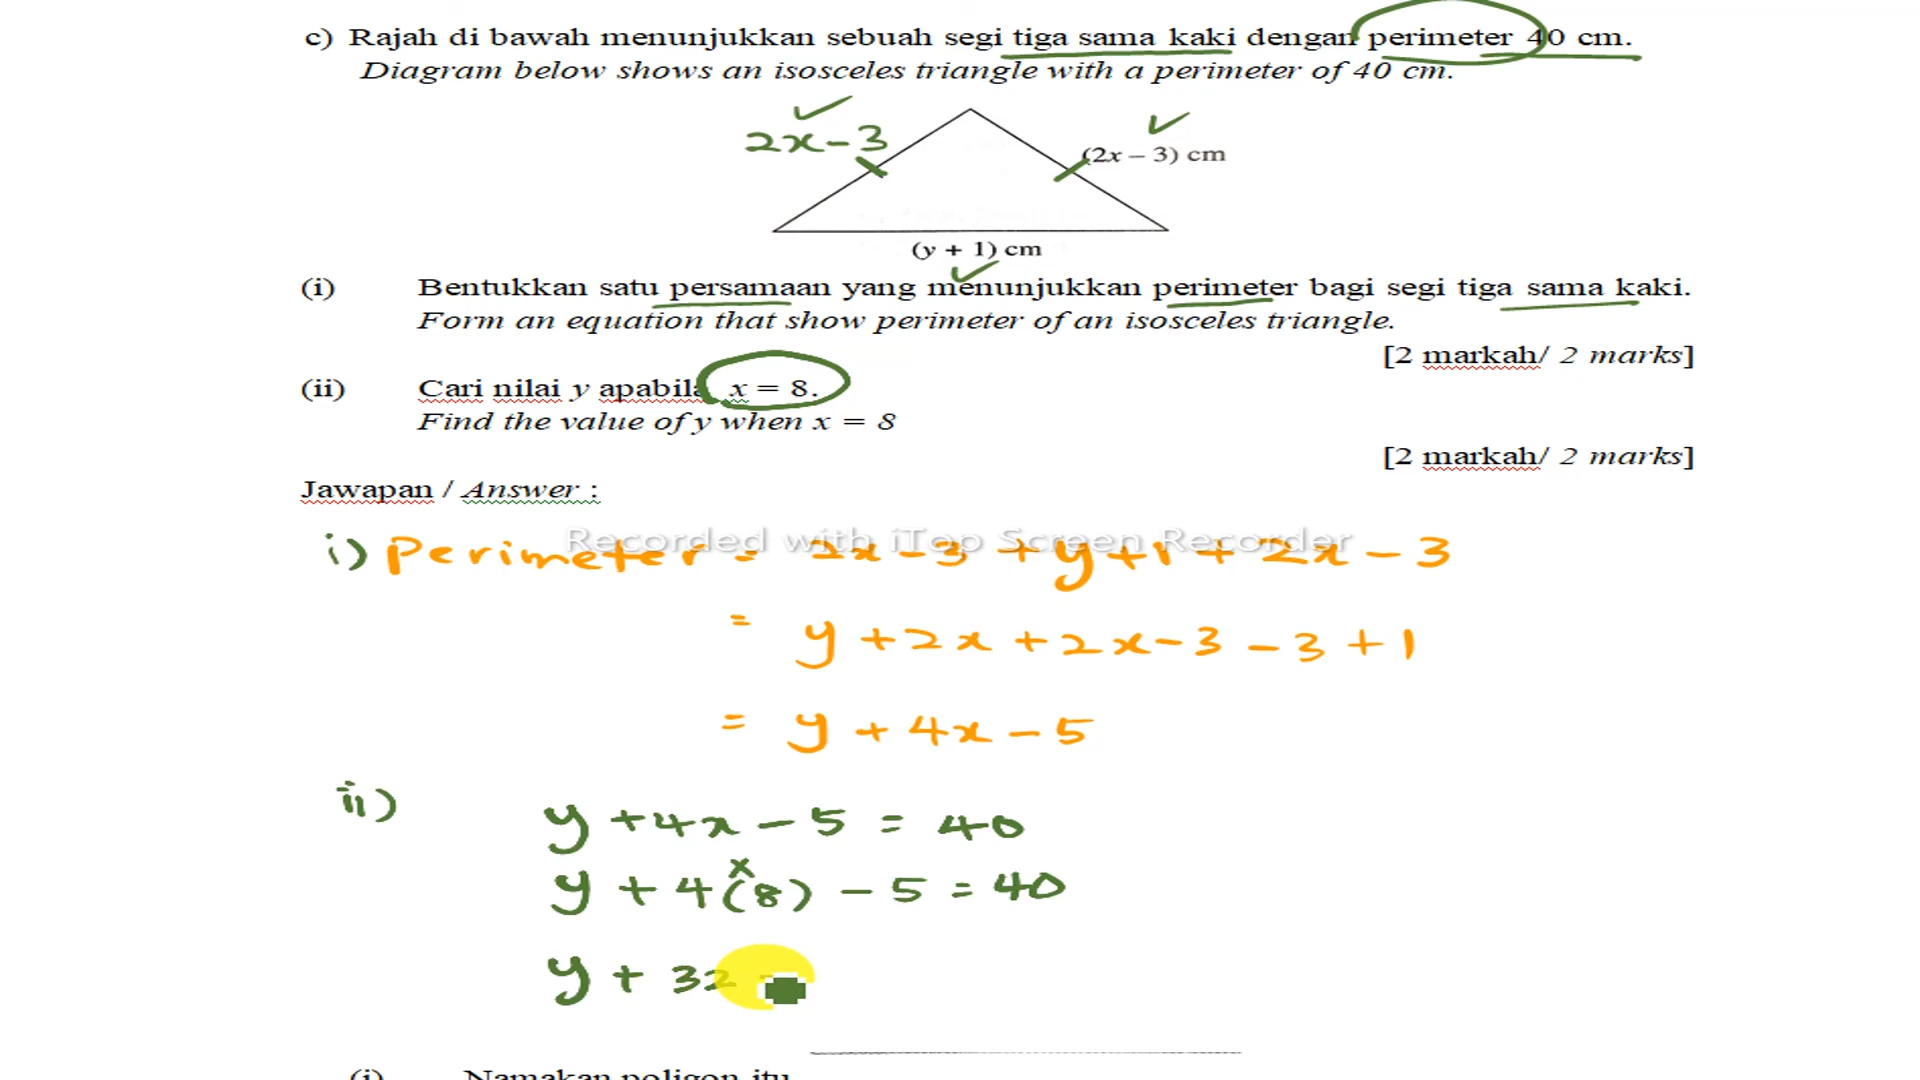 c) Rajah di bawah menunjukkan sebuah segi tiga sama kaki dengan perimeter 40 cm.
Diagram below shows an isosceles triangle with a perimeter of 40 cm.
2x-3
(2x – 3) cm
(y + 1) cm
(i) Bentukkan satu persamaan yang menunjukkan perimeter bagi segi tiga sama kaki.
Form an equation that show perimeter of an isosceles triangle.
[2 markah/ 2 marks]
(ii) Cari nilai y apabila x = 8.
Find the value of y when x = 8
[2 markah/ 2 marks]
Jawapan / Answer :
Recorded with iTop Screen Recorder
i) Perimeter = 2x - 3 + y + 1 + 2x - 3
= y + 2x + 2x - 3 - 3 + 1
= y + 4x - 5
ii)
y + 4x - 5 = 40
x
y + 4(8) - 5 = 40
y + 32
(i) Namakan poligon itu